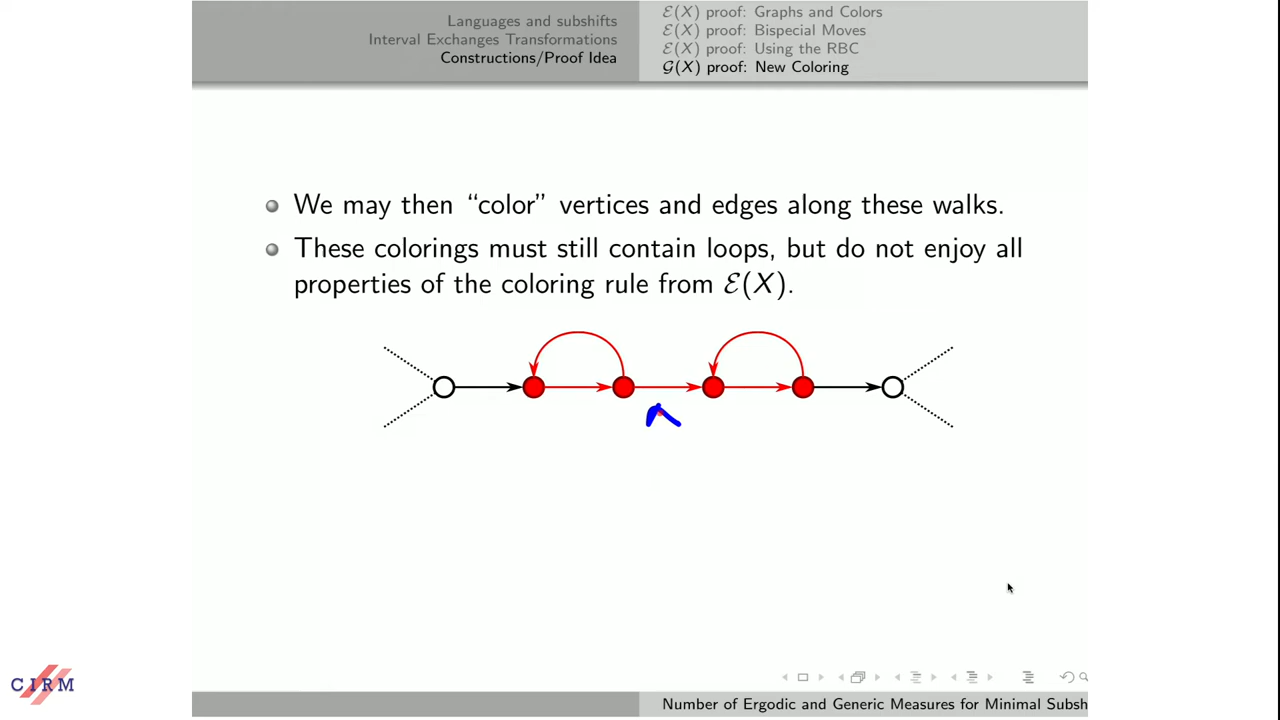 Languages and subshifts
Interval Exchanges Transformations
Constructions/Proof Idea
ℰ(X) proof: Graphs and Colors
ℰ(X) proof: Bispecial Moves
ℰ(X) proof: Using the RBC
𝒢(X) proof: New Coloring
We may then “color” vertices and edges along these walks.
These colorings must still contain loops, but do not enjoy all
properties of the coloring rule from ℰ(X).
CIRM
Number of Ergodic and Generic Measures for Minimal Subsh